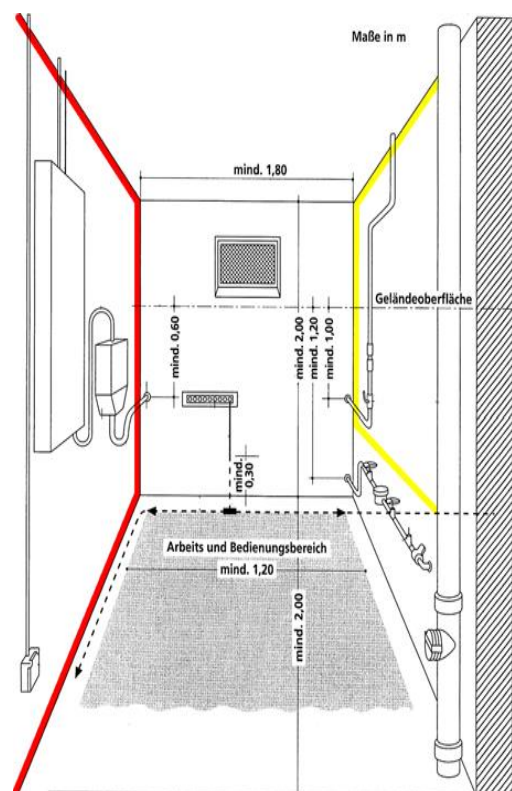 Maße in m
mind. 1,80
Geländeoberfläche
mind. 0,60
mind. 2,00
mind. 1,20
mind. 1,00
mind.
0,30
Arbeits und Bedienungsbereich
mind. 1,20
mind. 2,00